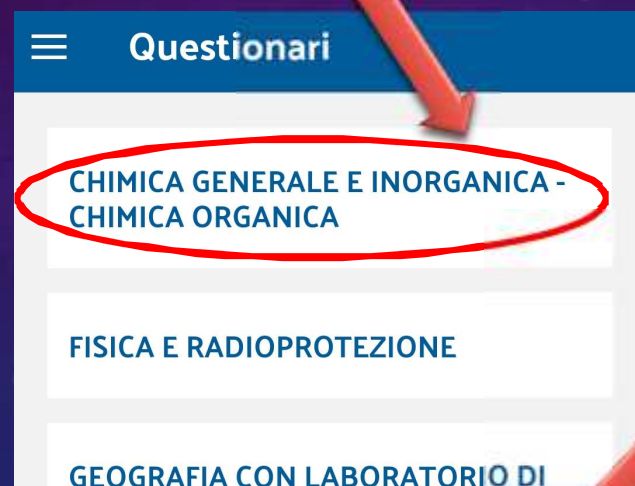 Questionari
CHIMICA GENERALE E INORGANICA -
CHIMICA ORGANICA
FISICA E RADIOPROTEZIONE
GEOGRAFIA CON LABORATORIO DI